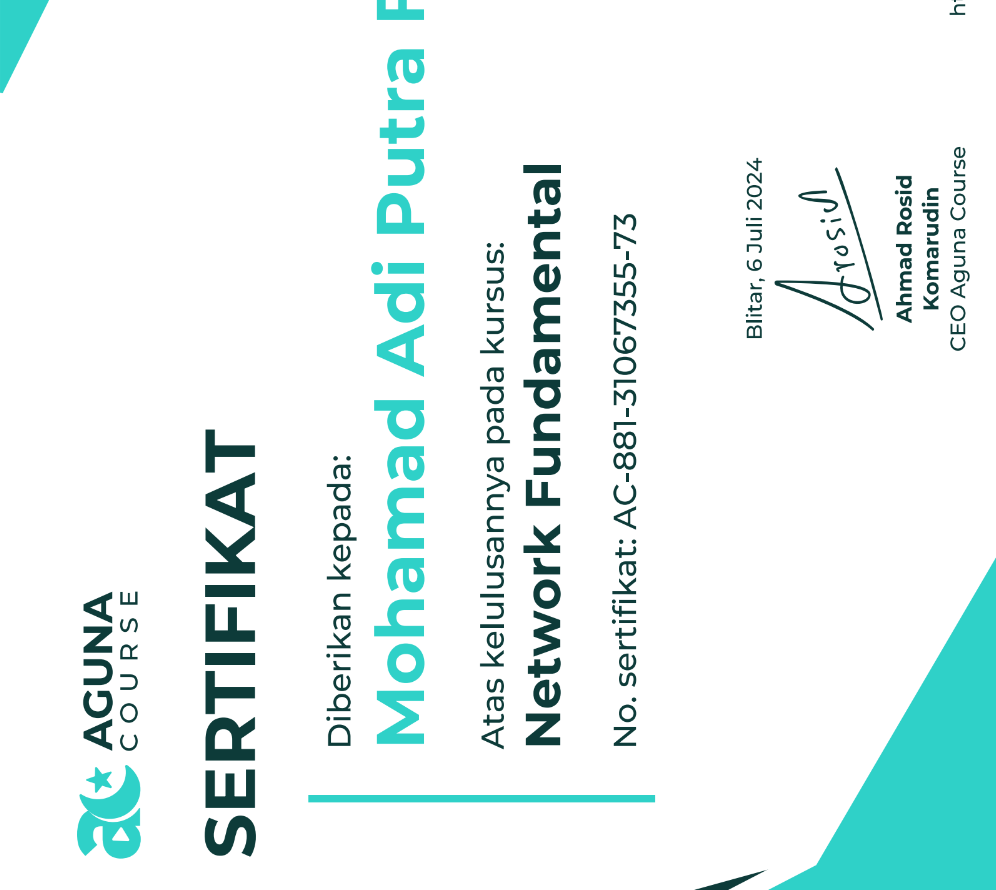 AGUNA
COURSE
SERTIFIKAT
Diberikan kepada:
Mohamad Adi Putra
Atas kelulusannya pada kursus:
Network Fundamental
No. sertifikat: AC-881-31067355-73
Blitar, 6 Juli 2024
Arosid
Ahmad Rosid
Komarudin
CEO Aguna Course